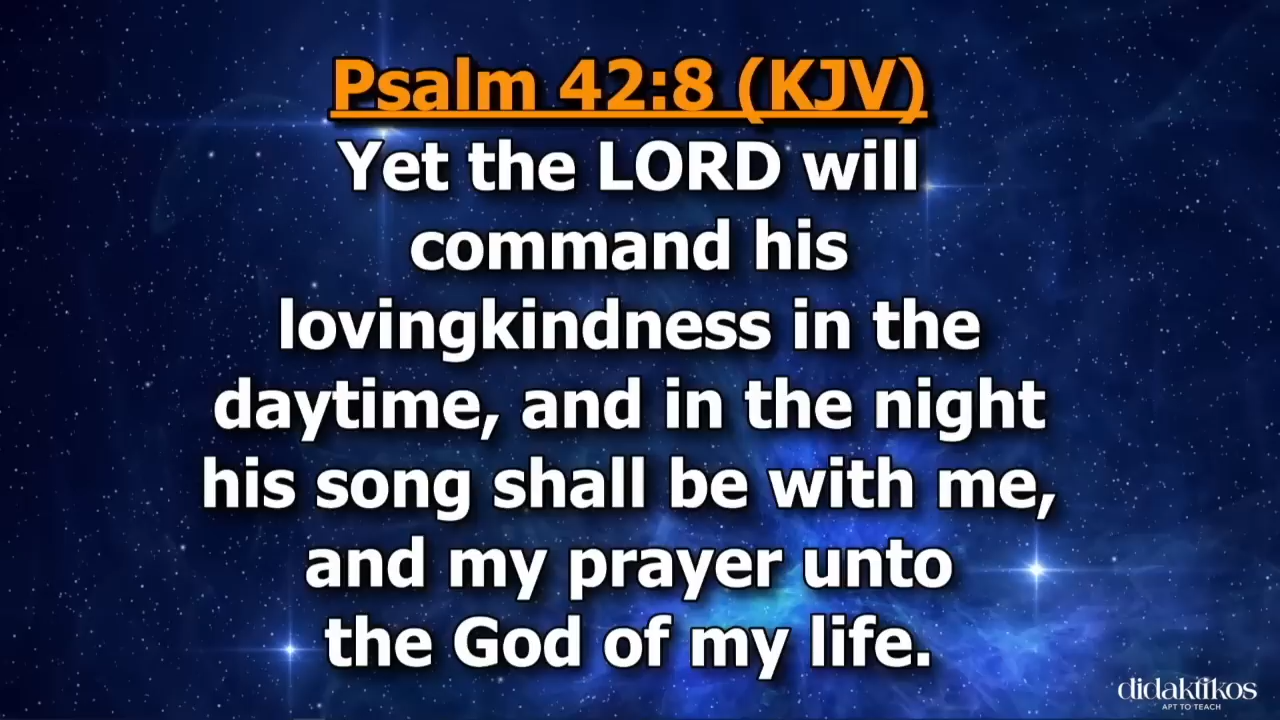 Psalm 42:8 (KJV)
Yet the LORD will
command his
lovingkindness in the
daytime, and in the night
his song shall be with me,
and my prayer unto
the God of my life.
didaktikos
APT TO TEACH